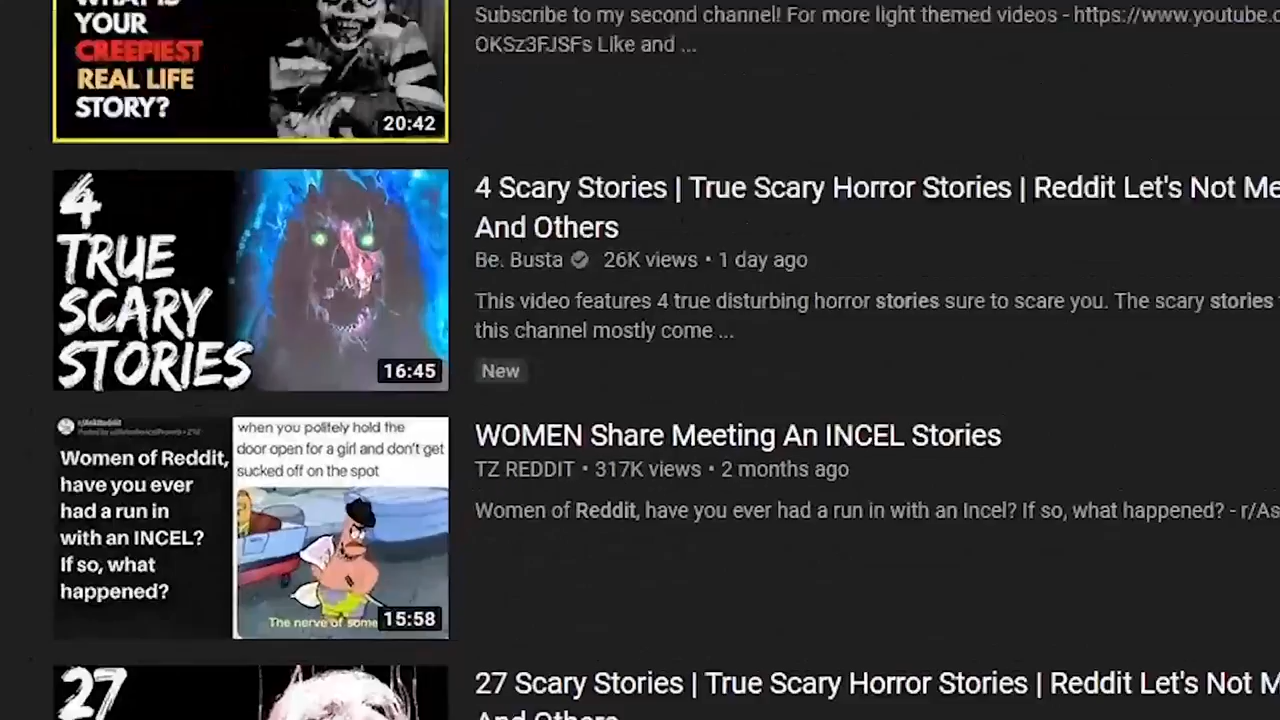 WHAT IS
YOUR
CREEPIEST
REAL LIFE
STORY?
20:42
Subscribe to my second channel! For more light themed videos - https://www.youtube.
OKSz3FJSFs Like and ...
4
TRUE
SCARY
STORIES
16:45
4 Scary Stories | True Scary Horror Stories | Reddit Let's Not Me
And Others
Be. Busta 26K views • 1 day ago
This video features 4 true disturbing horror stories sure to scare you. The scary stories
this channel mostly come ...
New
r/AskReddit
Women of Reddit,
have you ever
had a run in
with an INCEL?
If so, what
happened?
when you politely hold the
door open for a girl and don't get
sucked off on the spot
The nerve of some
15:58
WOMEN Share Meeting An INCEL Stories
TZ REDDIT • 317K views • 2 months ago
Women of Reddit, have you ever had a run in with an Incel? If so, what happened? - r/As
27
27 Scary Stories | True Scary Horror Stories | Reddit Let's Not M
And Others